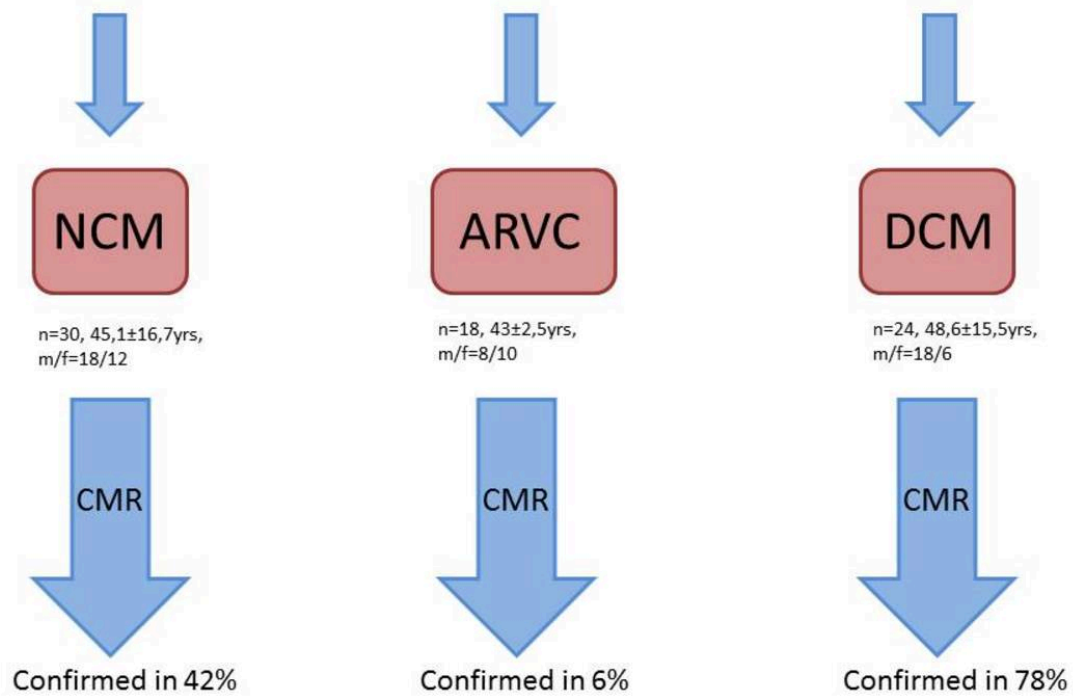 NCM
ARVC
DCM
n=30, 45,1±16,7yrs,
m/f=18/12
n=18, 43±2,5yrs,
m/f=8/10
n=24, 48,6±15,5yrs,
m/f=18/6
CMR
CMR
CMR
Confirmed in 42%
Confirmed in 6%
Confirmed in 78%